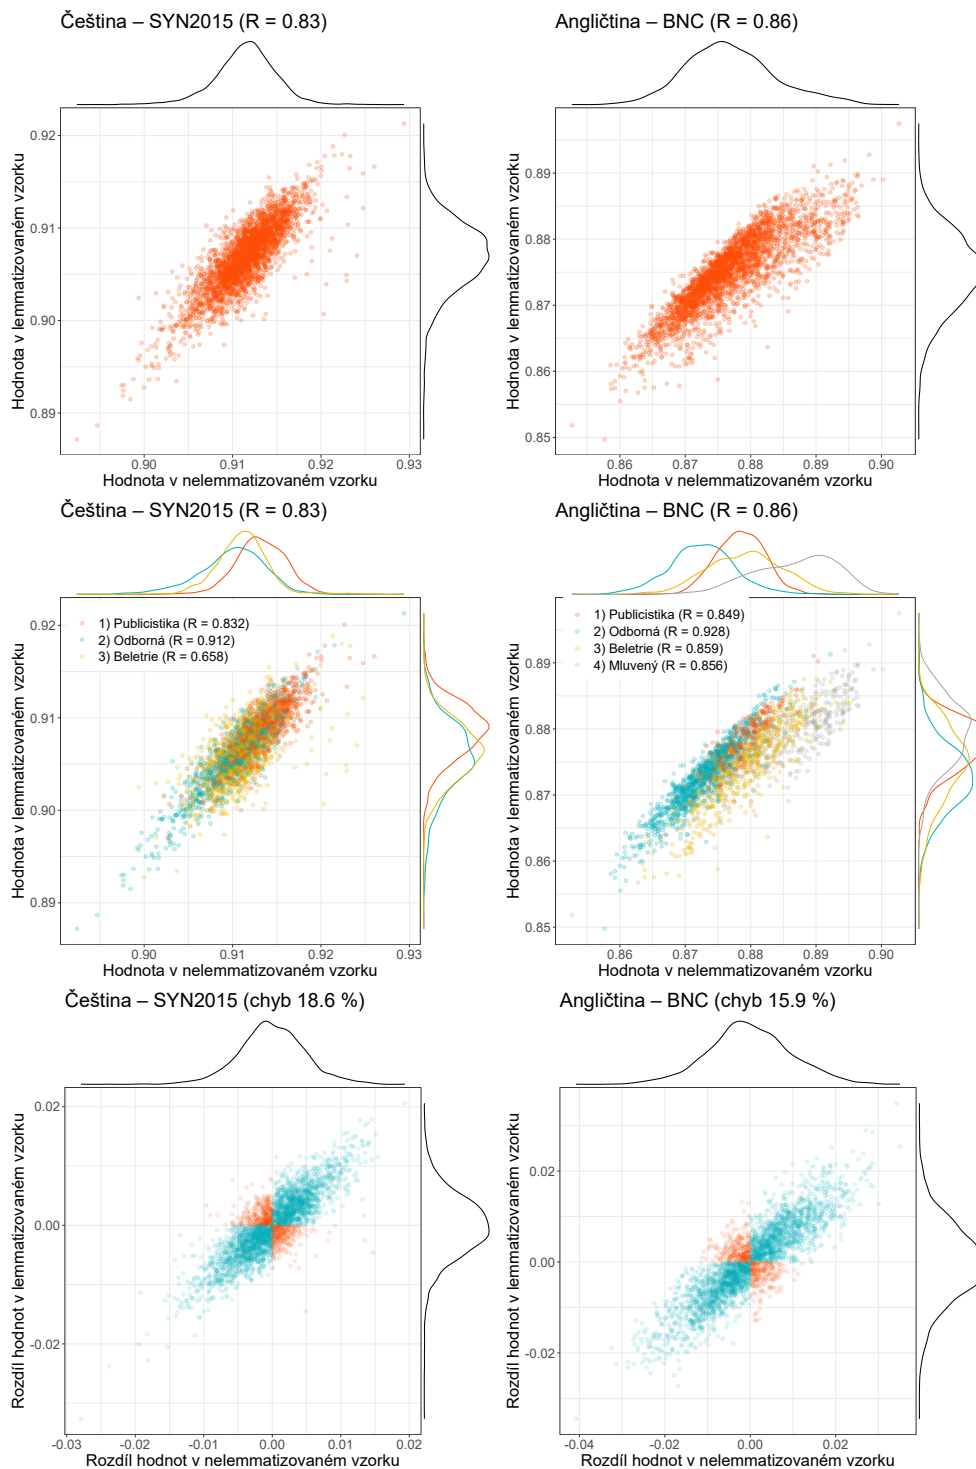 Čeština – SYN2015 (R = 0.83)
Hodnota v lemmatizovaném vzorku
0.92
0.91
0.90
0.89
0.90 0.91 0.92 0.93
Hodnota v nelemmatizovaném vzorku
Angličtina – BNC (R = 0.86)
Hodnota v lemmatizovaném vzorku
0.89
0.88
0.87
0.86
0.85
0.86 0.87 0.88 0.89 0.90
Hodnota v nelemmatizovaném vzorku
Čeština – SYN2015 (R = 0.83)
1) Publicistika (R = 0.832)
2) Odborná (R = 0.912)
3) Beletrie (R = 0.658)
Hodnota v lemmatizovaném vzorku
0.92
0.91
0.90
0.89
0.90 0.91 0.92 0.93
Hodnota v nelemmatizovaném vzorku
Angličtina – BNC (R = 0.86)
1) Publicistika (R = 0.849)
2) Odborná (R = 0.928)
3) Beletrie (R = 0.859)
4) Mluvený (R = 0.856)
Hodnota v lemmatizovaném vzorku
0.89
0.88
0.87
0.86
0.85
0.86 0.87 0.88 0.89 0.90
Hodnota v nelemmatizovaném vzorku
Čeština – SYN2015 (chyb 18.6 %)
Rozdíl hodnot v lemmatizovaném vzorku
0.02
0.00
-0.02
-0.03 -0.02 -0.01 0.00 0.01 0.02
Rozdíl hodnot v nelemmatizovaném vzorku
Angličtina – BNC (chyb 15.9 %)
Rozdíl hodnot v lemmatizovaném vzorku
0.02
0.00
-0.02
-0.04 -0.02 0.00 0.02
Rozdíl hodnot v nelemmatizovaném vzorku